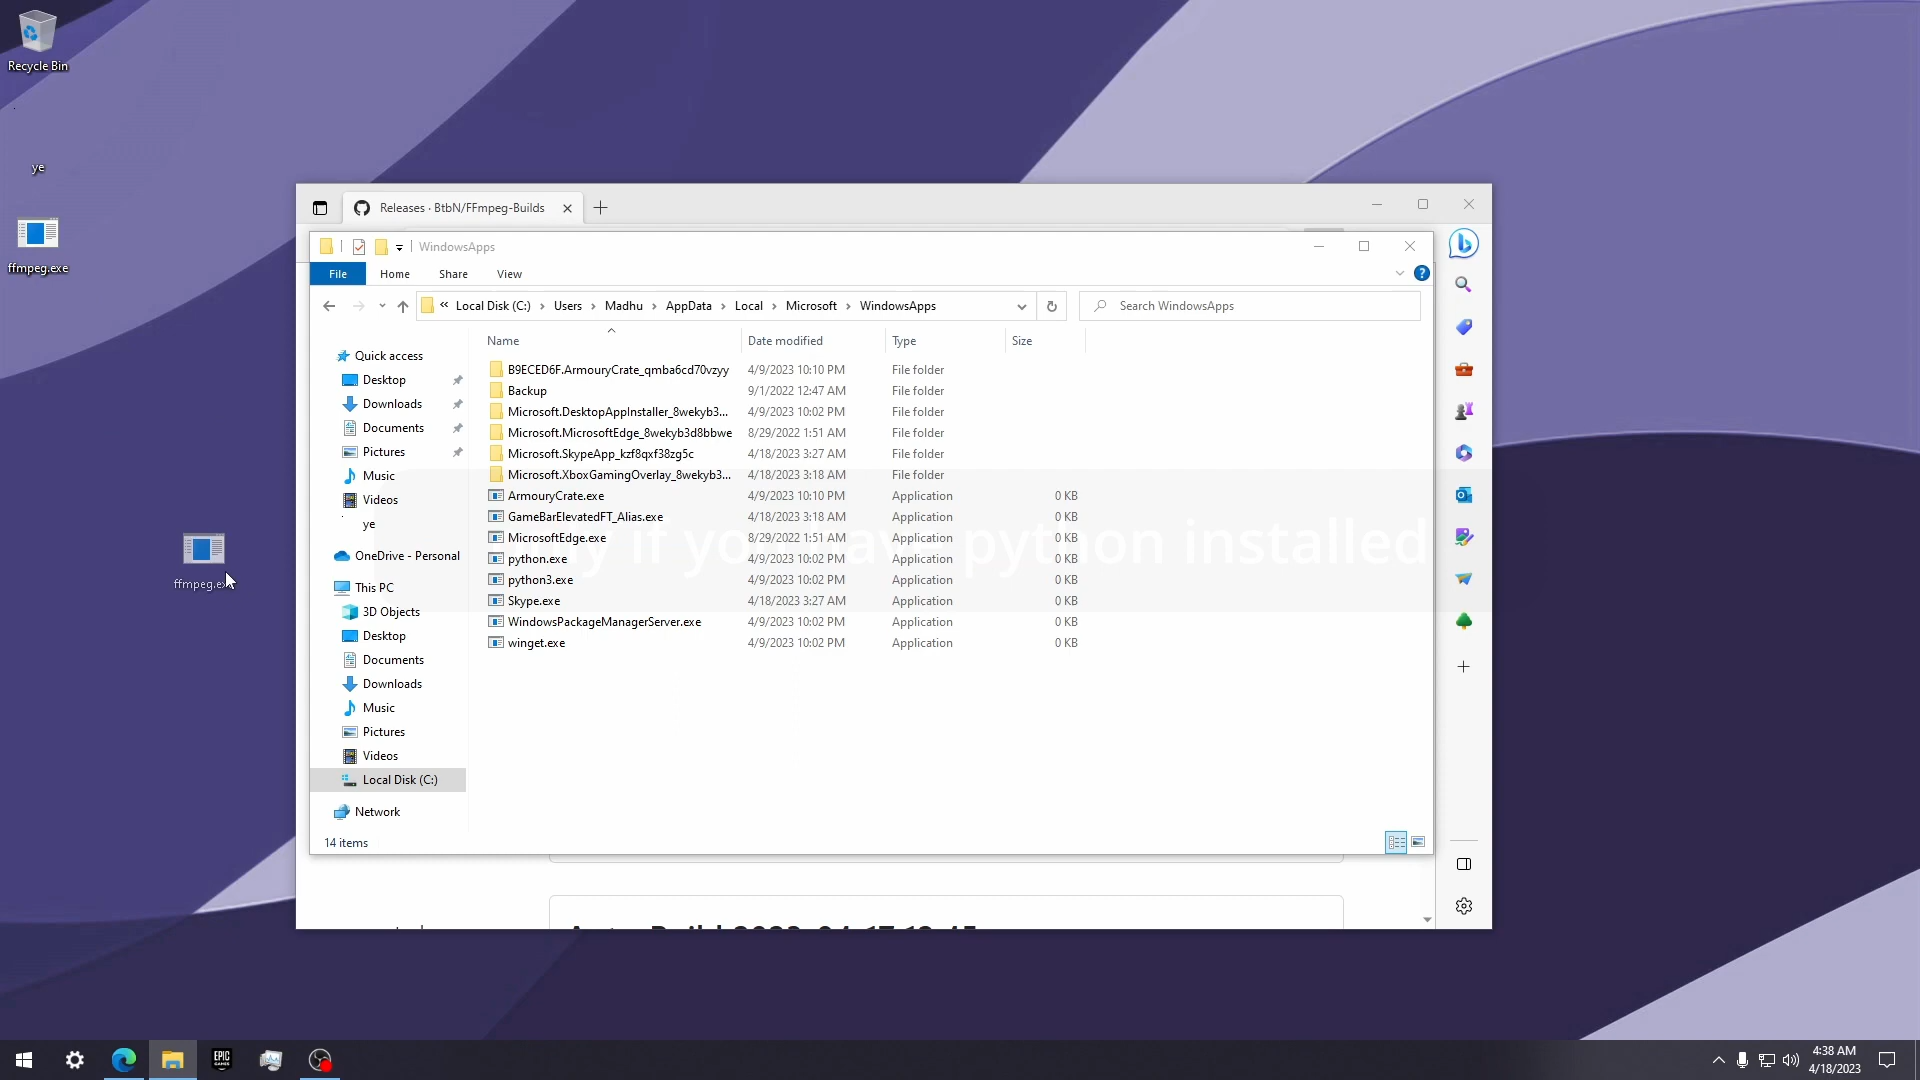 Recycle Bin
ye
ffmpeg.exe
Releases · BtbN/FFmpeg-Builds
WindowsApps
File
Home
Share
View
?
« Local Disk (C:) › Users › Madhu › AppData › Local › Microsoft › WindowsApps
Search WindowsApps
Name
Date modified
Type
Size
B9ECED6F.ArmouryCrate_qmba6cd70vzyy 4/9/2023 10:10 PM File folder
Backup 9/1/2022 12:47 AM File folder
Microsoft.DesktopAppInstaller_8wekyb3... 4/9/2023 10:02 PM File folder
Microsoft.MicrosoftEdge_8wekyb3d8bbwe 8/29/2022 1:51 AM File folder
Microsoft.SkypeApp_kzf8qxf38zg5c 4/18/2023 3:27 AM File folder
Microsoft.XboxGamingOverlay_8wekyb3... 4/18/2023 3:18 AM File folder
ArmouryCrate.exe 4/9/2023 10:10 PM Application 0 KB
GameBarElevatedFT_Alias.exe 4/18/2023 3:18 AM Application 0 KB
MicrosoftEdge.exe 8/29/2022 1:51 AM Application 0 KB
python.exe 4/9/2023 10:02 PM Application 0 KB
python3.exe 4/9/2023 10:02 PM Application 0 KB
Skype.exe 4/18/2023 3:27 AM Application 0 KB
WindowsPackageManagerServer.exe 4/9/2023 10:02 PM Application 0 KB
winget.exe 4/9/2023 10:02 PM Application 0 KB
if you have python installed
Quick access
Desktop
Downloads
Documents
Pictures
Music
Videos
ye
OneDrive - Personal
This PC
3D Objects
Desktop
Documents
Downloads
Music
Pictures
Videos
Local Disk (C:)
Network
14 items
ffmpeg.exe
EPIC GAMES
4:38 AM
4/18/2023